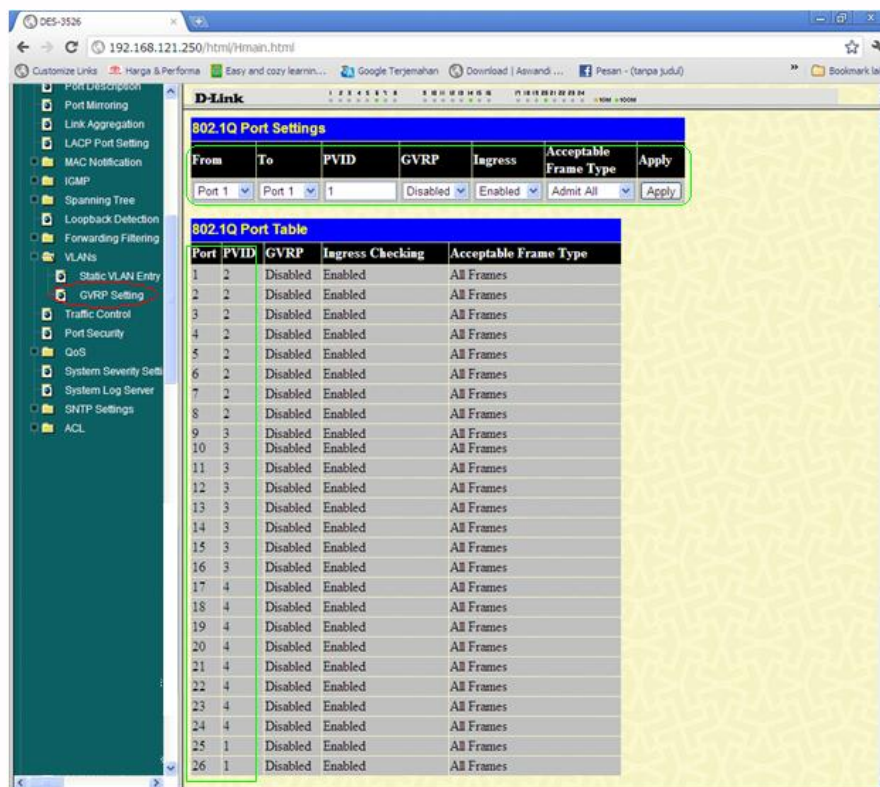 DES-3526
192.168.121.250/html/Hmain.html
Customize Links Harga & Performa Easy and cozy learnin... Google Terjemahan Download | Aswandi ... Pesan - (tanpa judul) » Bookmark lai
Port Description
Port Mirroring
Link Aggregation
LACP Port Setting
MAC Notification
IGMP
Spanning Tree
Loopback Detection
Forwarding Filtering
VLANs
Static VLAN Entry
GVRP Setting
Traffic Control
Port Security
QoS
System Severity Setti
System Log Server
SNTP Settings
ACL
D-Link
802.1Q Port Settings
From To PVID GVRP Ingress Acceptable Frame Type Apply
Port 1 Port 1 1 Disabled Enabled Admit All Apply
802.1Q Port Table
Port PVID GVRP Ingress Checking Acceptable Frame Type
1 2 Disabled Enabled All Frames
2 2 Disabled Enabled All Frames
3 2 Disabled Enabled All Frames
4 2 Disabled Enabled All Frames
5 2 Disabled Enabled All Frames
6 2 Disabled Enabled All Frames
7 2 Disabled Enabled All Frames
8 2 Disabled Enabled All Frames
9 3 Disabled Enabled All Frames
10 3 Disabled Enabled All Frames
11 3 Disabled Enabled All Frames
12 3 Disabled Enabled All Frames
13 3 Disabled Enabled All Frames
14 3 Disabled Enabled All Frames
15 3 Disabled Enabled All Frames
16 3 Disabled Enabled All Frames
17 4 Disabled Enabled All Frames
18 4 Disabled Enabled All Frames
19 4 Disabled Enabled All Frames
20 4 Disabled Enabled All Frames
21 4 Disabled Enabled All Frames
22 4 Disabled Enabled All Frames
23 4 Disabled Enabled All Frames
24 4 Disabled Enabled All Frames
25 1 Disabled Enabled All Frames
26 1 Disabled Enabled All Frames